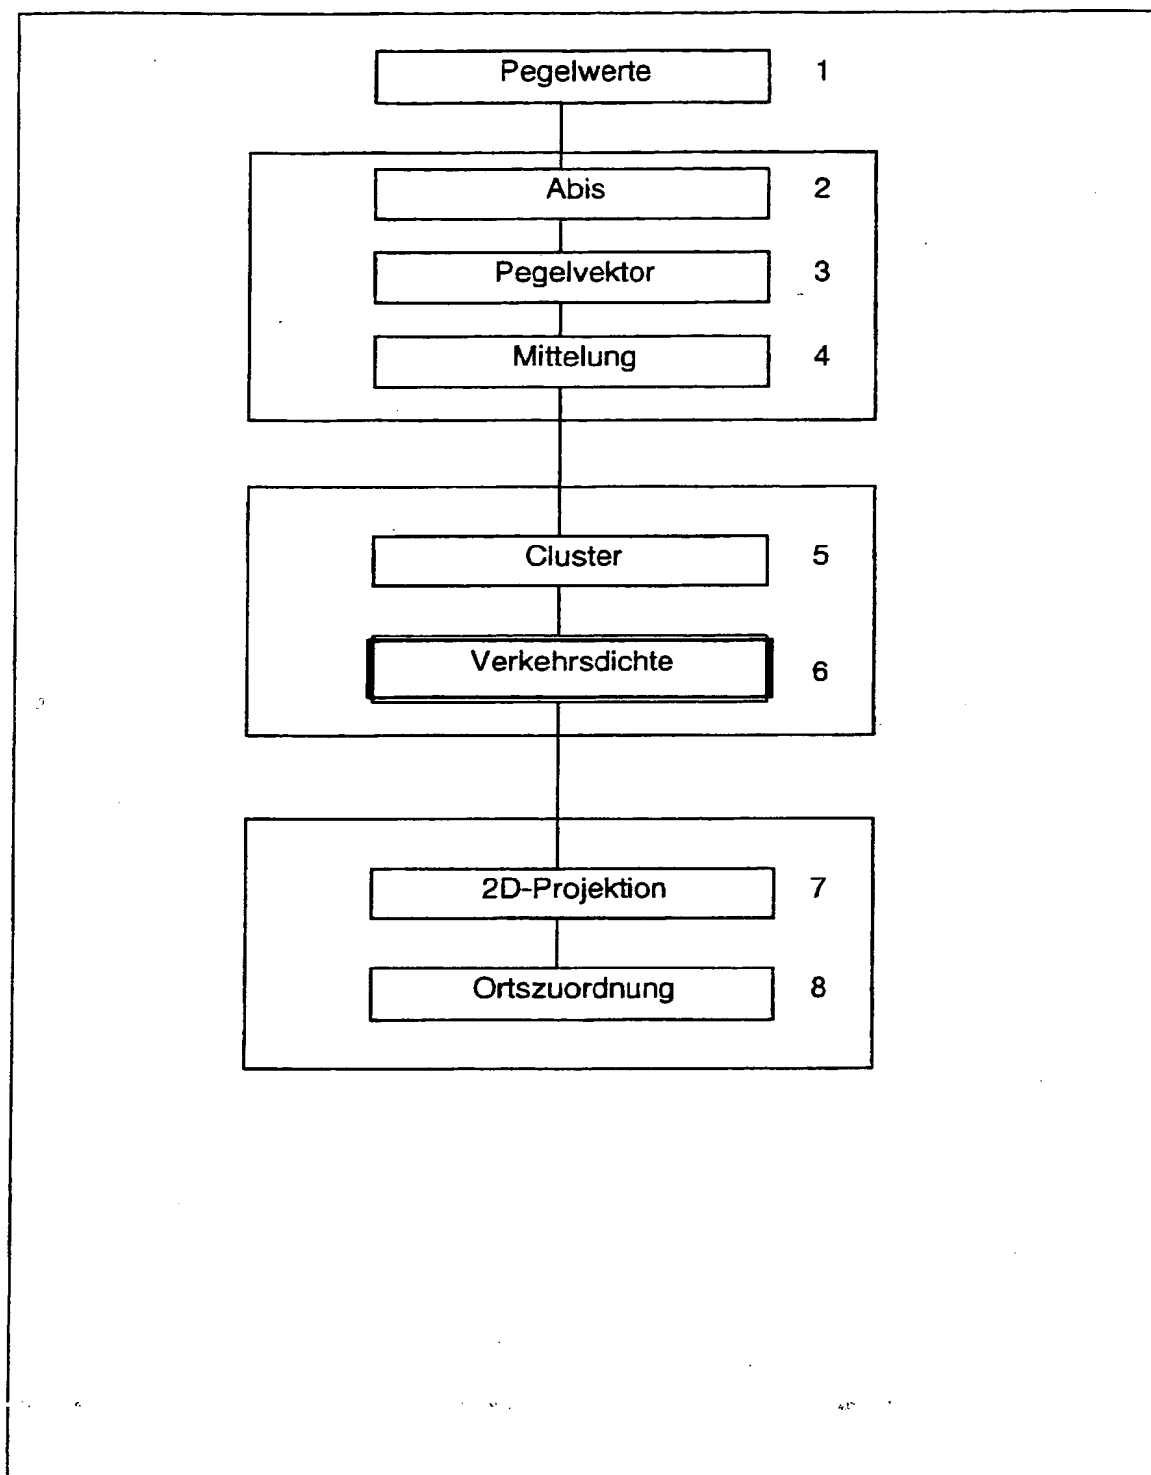 Pegelwerte 1
Abis 2
Pegelvektor 3
Mittelung 4
Cluster 5
Verkehrsdichte 6
2D-Projektion 7
Ortszuordnung 8